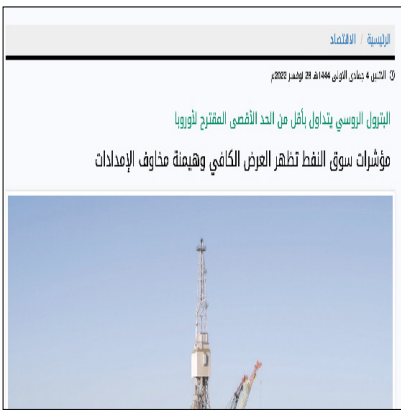 الرئيسية / الاقتصاد
الاثنين 4 جمادى الاولى 1444هـ 28 نوفمبر 2022م
البترول الروسي يتداول بأقل من الحد الأقصى المقترح لأوروبا
مؤشرات سوق النفط تظهر العرض الكافي وهيمنة مخاوف الإمدادات